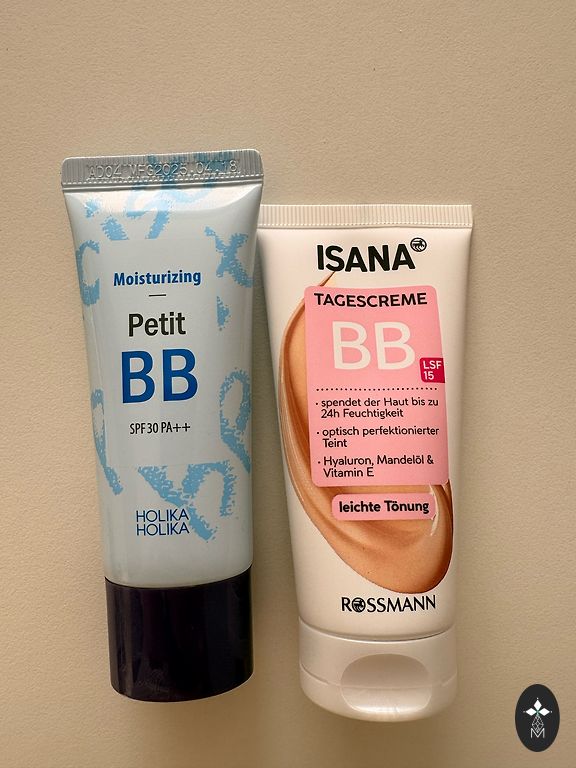 AD04 MFG2025.04.18
Moisturizing
Petit
BB
SPF30 PA++
HOLIKA
HOLIKA
ISANA
TAGESCREME
BB
LSF
15
· spendet der Haut bis zu
24h Feuchtigkeit
· optisch perfektionierter
Teint
· Hyaluron, Mandelöl &
Vitamin E
leichte Tönung
ROSSMANN
M